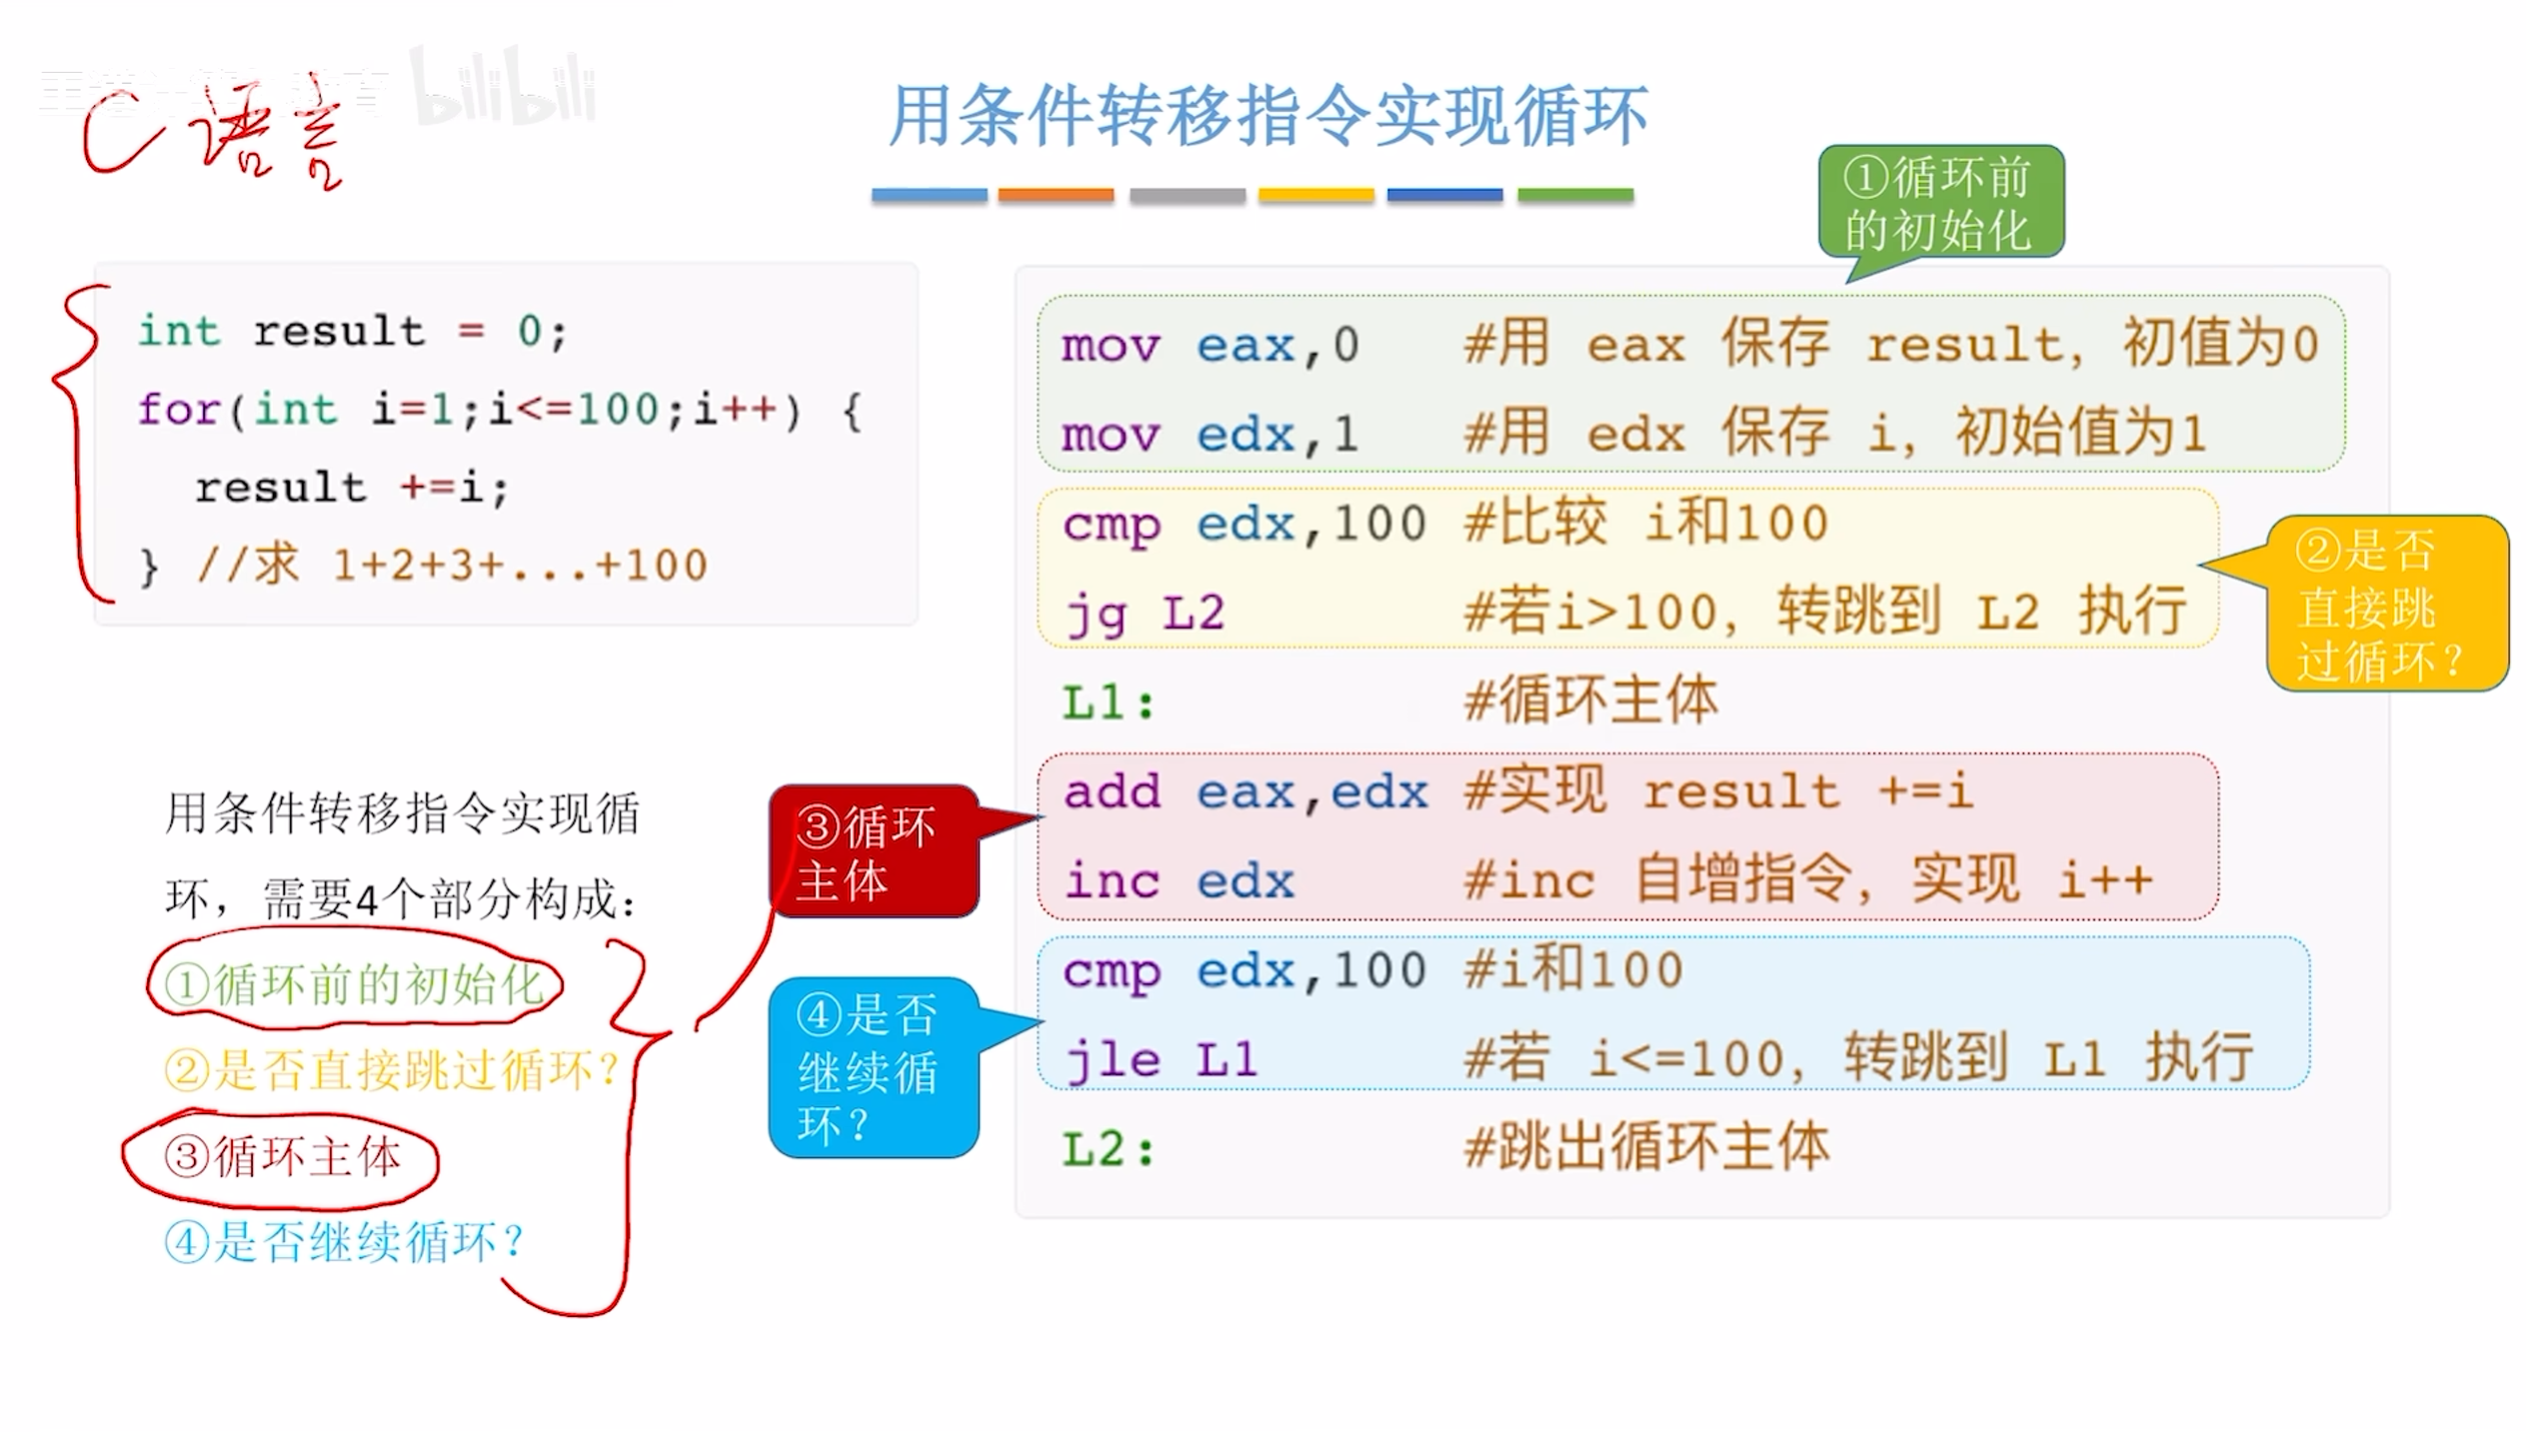 C语言
bilibili
用条件转移指令实现循环
int result = 0;
for(int i=1;i<=100;i++) {
result +=i;
} //求 1+2+3+...+100
用条件转移指令实现循
环，需要4个部分构成：
①循环前的初始化
②是否直接跳过循环？
③循环主体
④是否继续循环？
①循环前
的初始化
mov eax,0 #用 eax 保存 result，初值为0
mov edx,1 #用 edx 保存 i，初始值为1
cmp edx,100 #比较 i和100
jg L2 #若i>100，转跳到 L2 执行
②是否
直接跳
过循环？
L1: #循环主体
③循环
主体
add eax,edx #实现 result +=i
inc edx #inc 自增指令，实现 i++
④是否
继续循
环？
cmp edx,100 #i和100
jle L1 #若 i<=100，转跳到 L1 执行
L2: #跳出循环主体